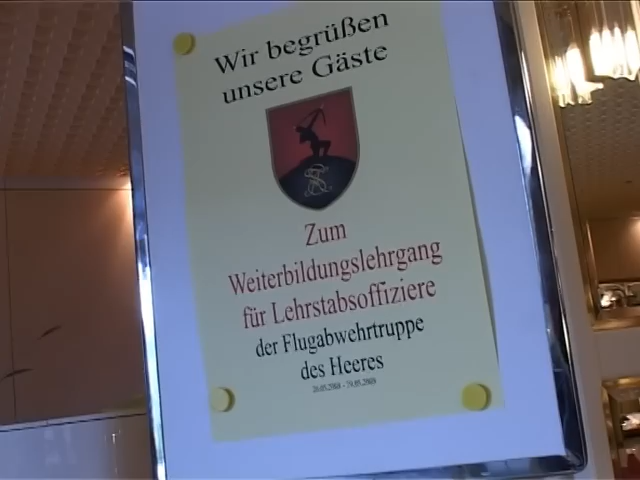 Wir begrüßen
unsere Gäste
Zum
Weiterbildungslehrgang
für Lehrstabsoffiziere
der Flugabwehrtruppe
des Heeres